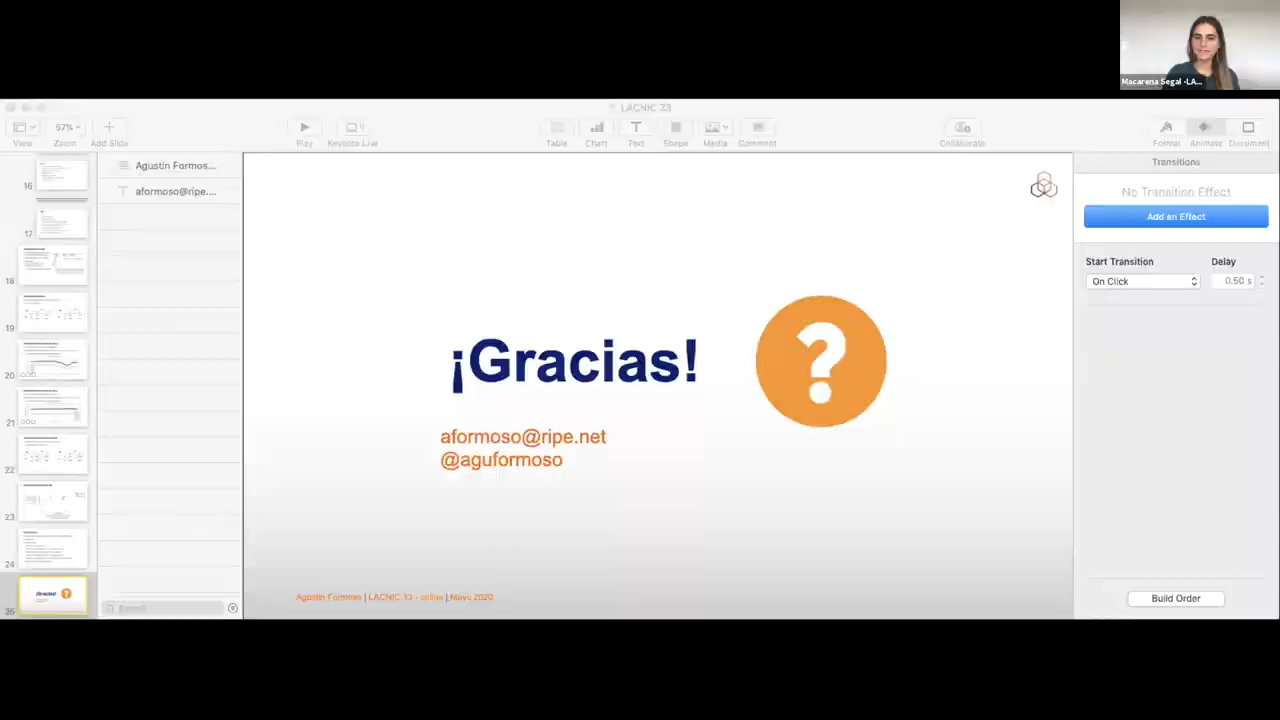 Macarena Segal -LA...
LACNIC 33
57%
View
Zoom
Add Slide
Play
Keynote Live
Table
Chart
Text
Shape
Media
Comment
Collaborate
Format
Animate
Document
Agustin Formos...
aformoso@ripe....
Transitions
No Transition Effect
Add an Effect
Start Transition
Delay
On Click
0.50 s
¡Gracias!
?
aformoso@ripe.net
@aguformoso
Agustin Formoso | LACNIC 33 - online | Mayo 2020
Build Order
16
17
18
19
20
21
22
23
24
25
¡Gracias!
?